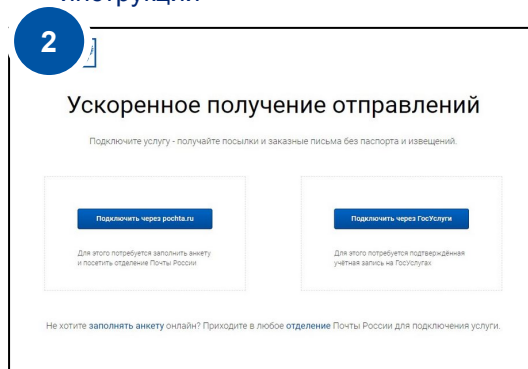 инструкции
2
Ускоренное получение отправлений
Подключите услугу - получайте посылки и заказные письма без паспорта и извещений.
Подключить через pochta.ru
Подключить через ГосУслуги
Для этого потребуется заполнить анкету
и посетить отделение Почты России
Для этого потребуется подтверждённая
учётная запись на ГосУслугах
Не хотите заполнять анкету онлайн? Приходите в любое отделение Почты России для подключения услуги.